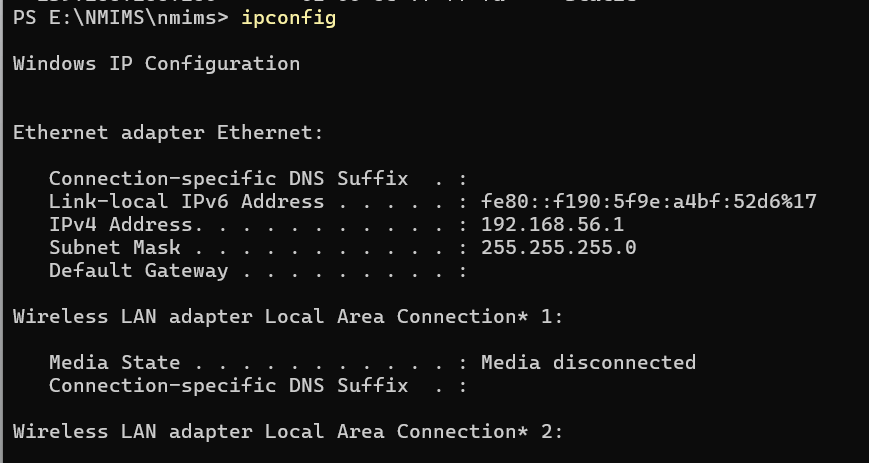 PS E:\NMIMS\nmims> ipconfig
Windows IP Configuration
Ethernet adapter Ethernet:
Connection-specific DNS Suffix  . :
Link-local IPv6 Address . . . . . : fe80::f190:5f9e:a4bf:52d6%17
IPv4 Address. . . . . . . . . . . : 192.168.56.1
Subnet Mask . . . . . . . . . . . : 255.255.255.0
Default Gateway . . . . . . . . . :
Wireless LAN adapter Local Area Connection* 1:
Media State . . . . . . . . . . . : Media disconnected
Connection-specific DNS Suffix  . :
Wireless LAN adapter Local Area Connection* 2: